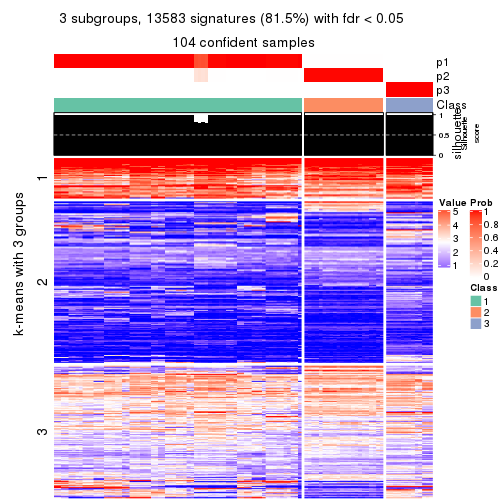 3 subgroups, 13583 signatures (81.5%) with fdr < 0.05
104 confident samples
p1
p2
p3
Class
silhouette
Silhouette
score
1
0.5
0
k-means with 3 groups
1
2
3
Value
5
4
3
2
1
Prob
1
0.8
0.6
0.4
0.2
0
Class
1
2
3